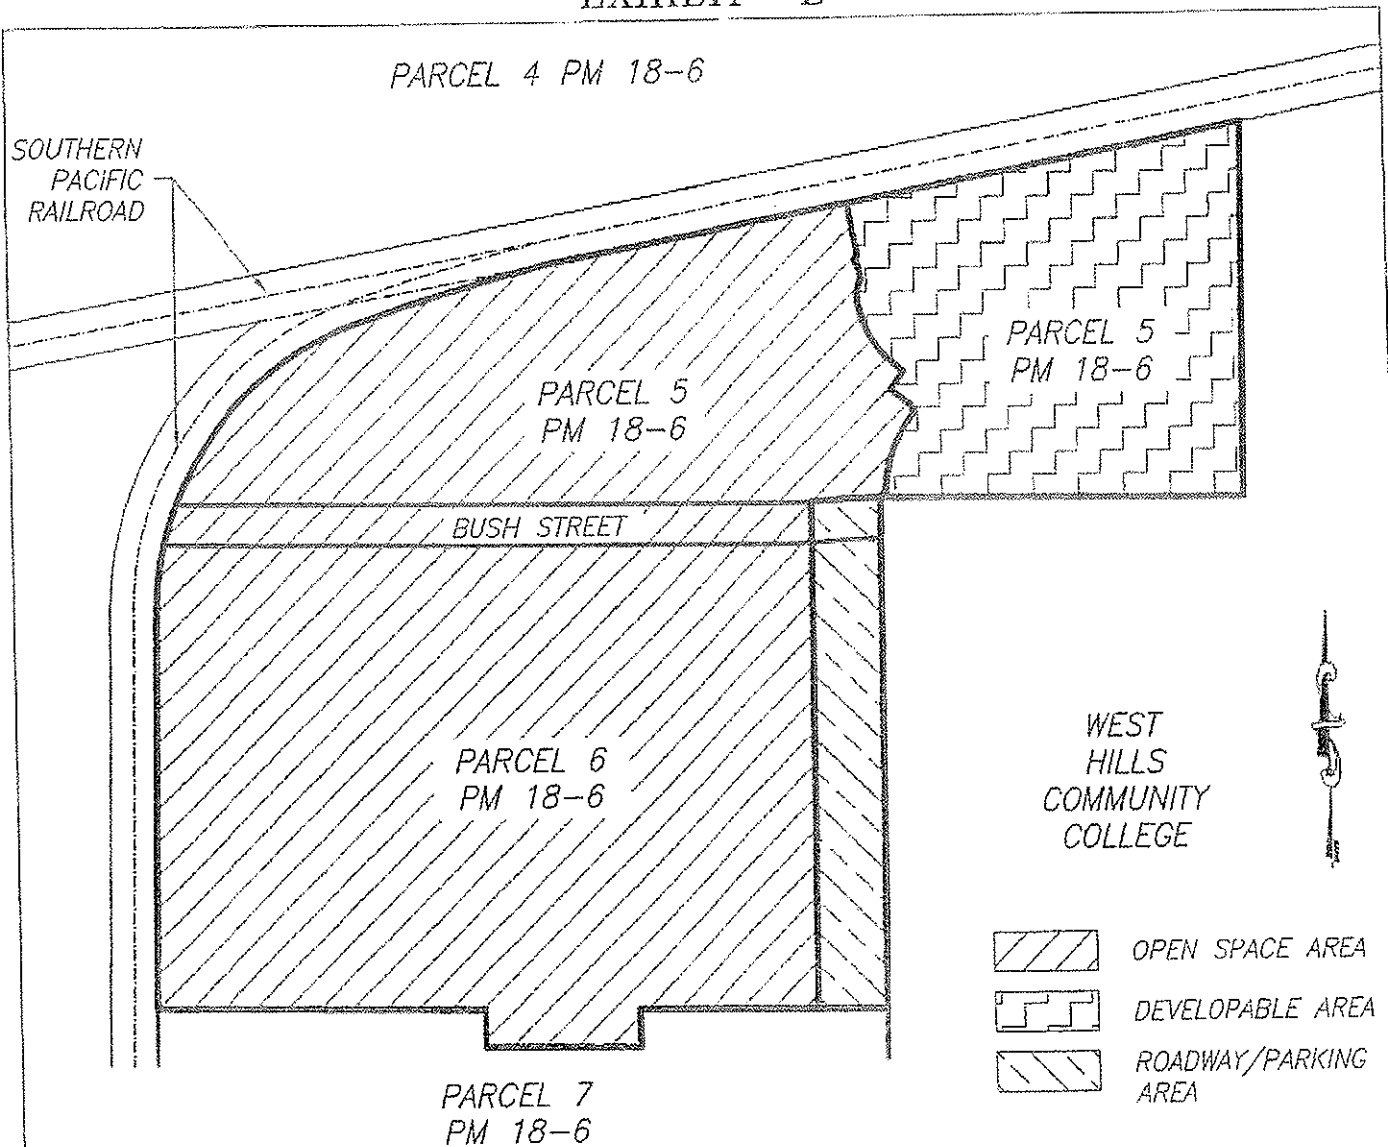 PARCEL 4 PM 18-6
SOUTHERN
PACIFIC
RAILROAD
PARCEL 5
PM 18-6
PARCEL 5
PM 18-6
BUSH STREET
PARCEL 6
PM 18-6
WEST
HILLS
COMMUNITY
COLLEGE
OPEN SPACE AREA
DEVELOPABLE AREA
ROADWAY/PARKING
AREA
PARCEL 7
PM 18-6